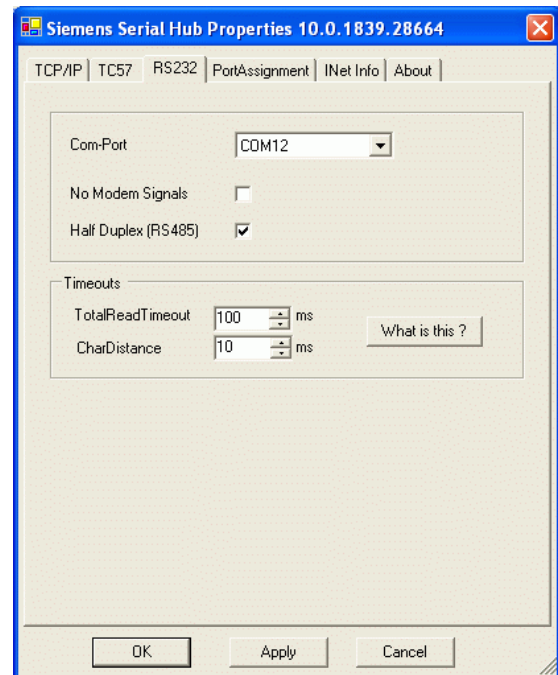 Siemens Serial Hub Properties 10.0.1839.28664
TCP/IP TC57 RS232 PortAssignment INet Info About
Com-Port COM12
No Modem Signals
Half Duplex (RS485)
Timeouts
TotalReadTimeout 100 ms
CharDistance 10 ms
What is this ?
OK Apply Cancel